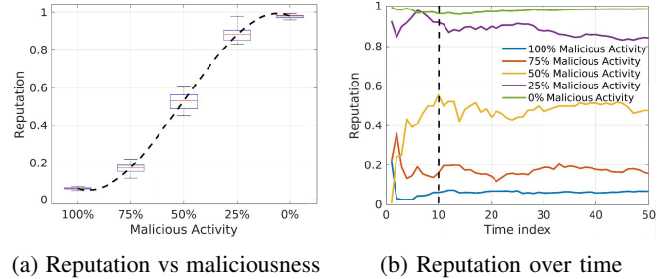 1
0.8
0.6
0.4
0.2
0
Reputation
100% 75% 50% 25% 0%
Malicious Activity
(a) Reputation vs maliciousness
1
0.8
0.6
0.4
0.2
0
Reputation
100% Malicious Activity
75% Malicious Activity
50% Malicious Activity
25% Malicious Activity
0% Malicious Activity
0 10 20 30 40 50
Time index
(b) Reputation over time